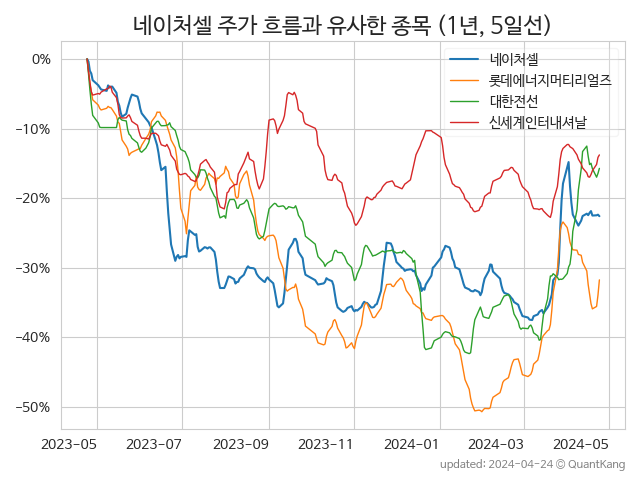 네이처셀 주가 흐름과 유사한 종목 (1년, 5일선)
네이처셀
롯데에너지머티리얼즈
대한전선
신세계인터내셔날
0%
−10%
−20%
−30%
−40%
−50%
2023-05 2023-07 2023-09 2023-11 2024-01 2024-03 2024-05
updated: 2024-04-24 © QuantKang